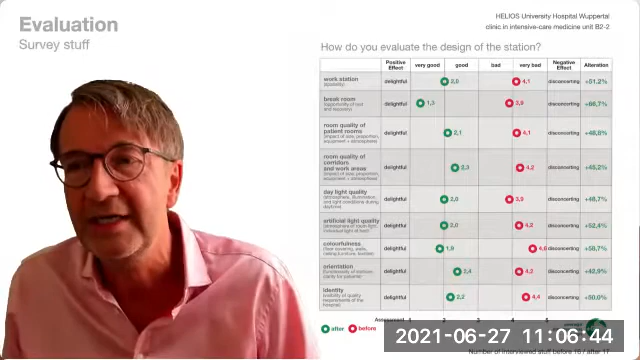 Evaluation
Survey stuff
HELIOS University Hospital Wuppertal
clinic in intensive-care medicine unit B2-2
How do you evaluate the design of the station?
Positive Effect very good good bad very bad Negative Effect Alteration
work station
delightful 2,0 4,1 disconcerting +51,2%
break room
delightful 1,3 3,9 disconcerting +66,7%
room quality of
patient rooms
delightful 2,1 4,1 disconcerting +48,8%
room quality of
corridors
and work areas
delightful 2,3 4,2 disconcerting +45,2%
day light quality
delightful 2,0 3,9 disconcerting +48,7%
artificial light quality
delightful 2,0 4,2 disconcerting +52,4%
colourfulness
delightful 1,9 disconcerting
orientation
delightful 2,4 4,2 disconcerting +42,9%
identity
delightful 2,2 4,4 disconcerting +50,0%
after before
2021-06-27 11:06:44